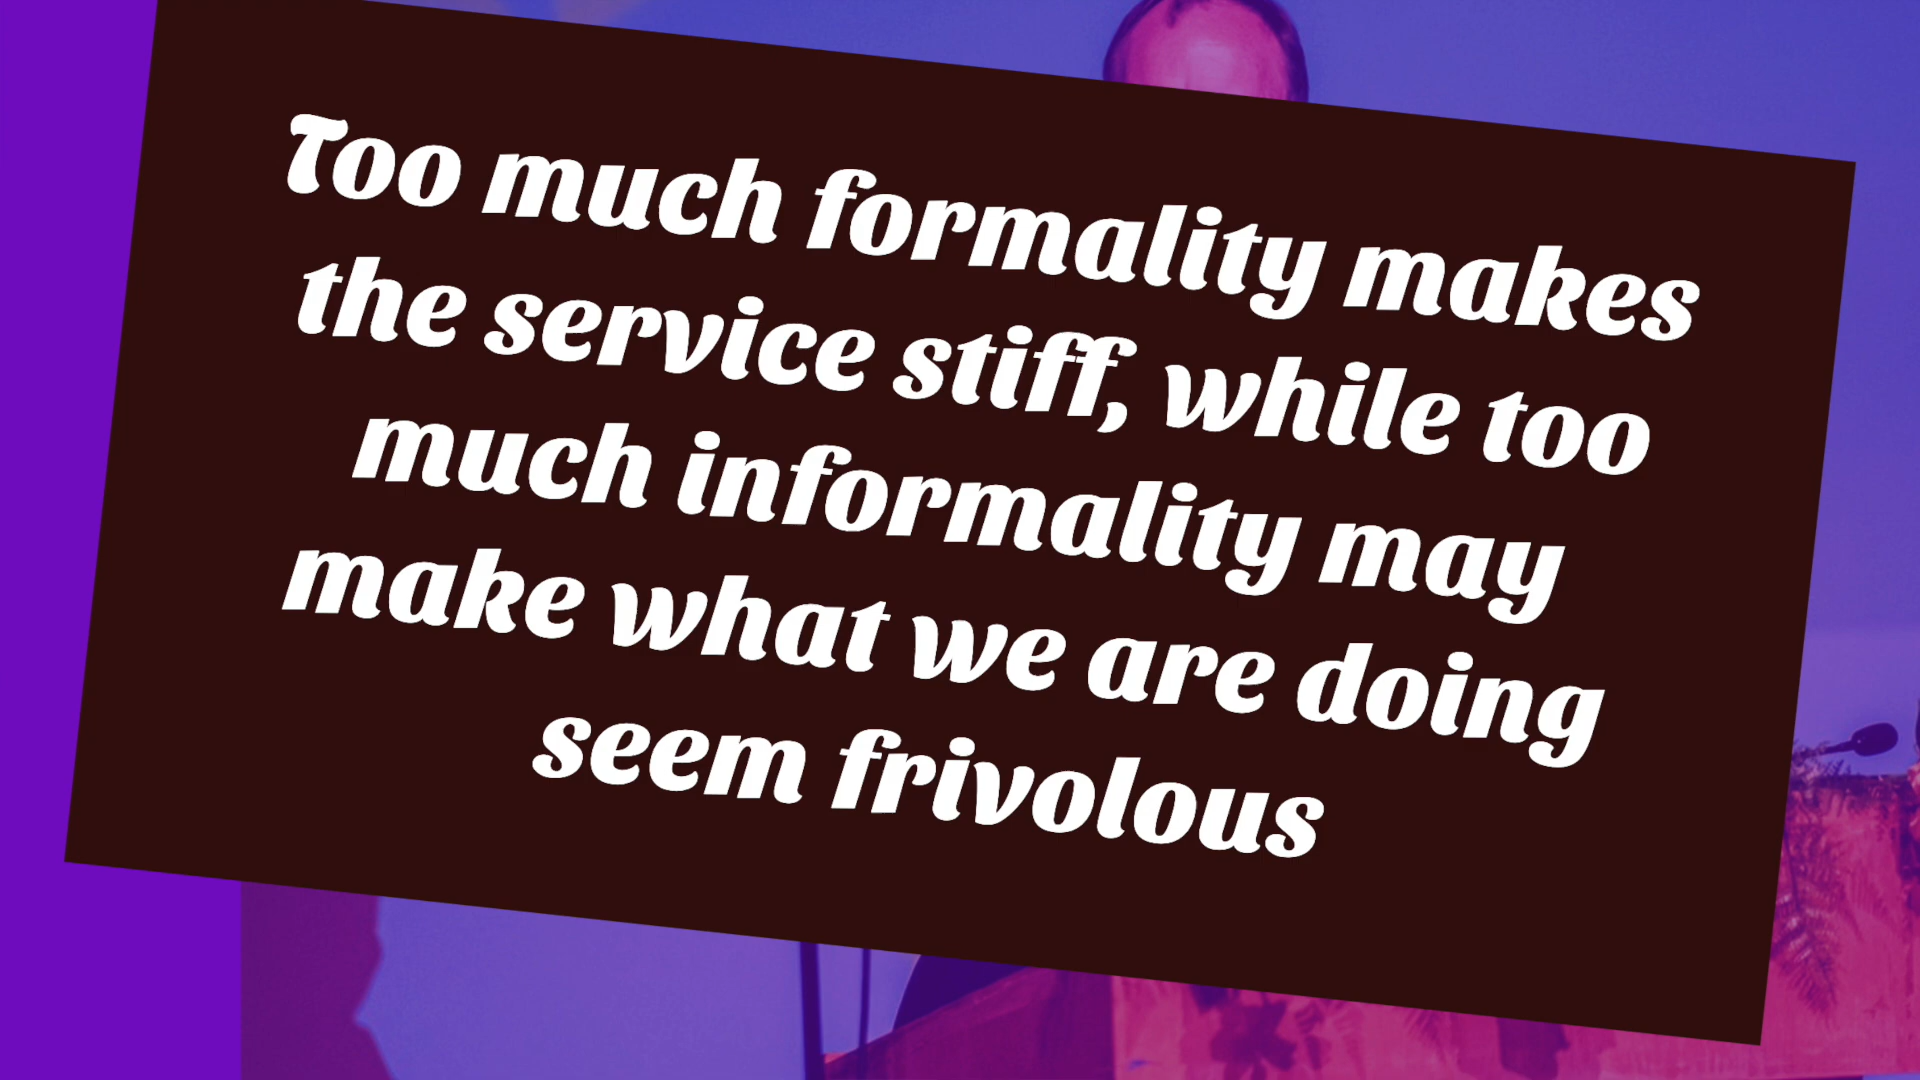 Too much formality makes
the service stiff, while too
much informality may
make what we are doing
seem frivolous